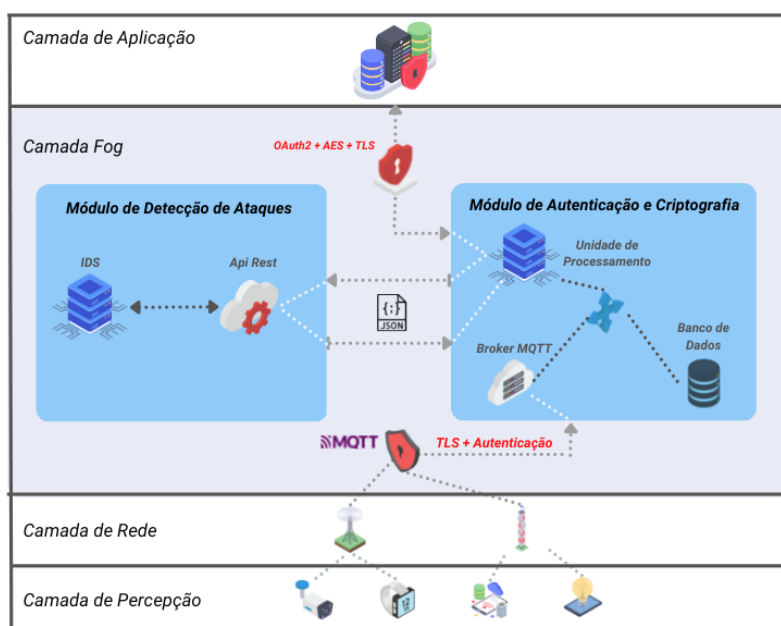 Camada de Aplicação
Camada Fog
OAuth2 + AES + TLS
Módulo de Detecção de Ataques
Módulo de Autenticação e Criptografia
IDS
Api Rest
Unidade de
Processamento
{;}
JSON
Broker MQTT
Banco de
Dados
MQTT
TLS + Autenticação
Camada de Rede
Camada de Percepção